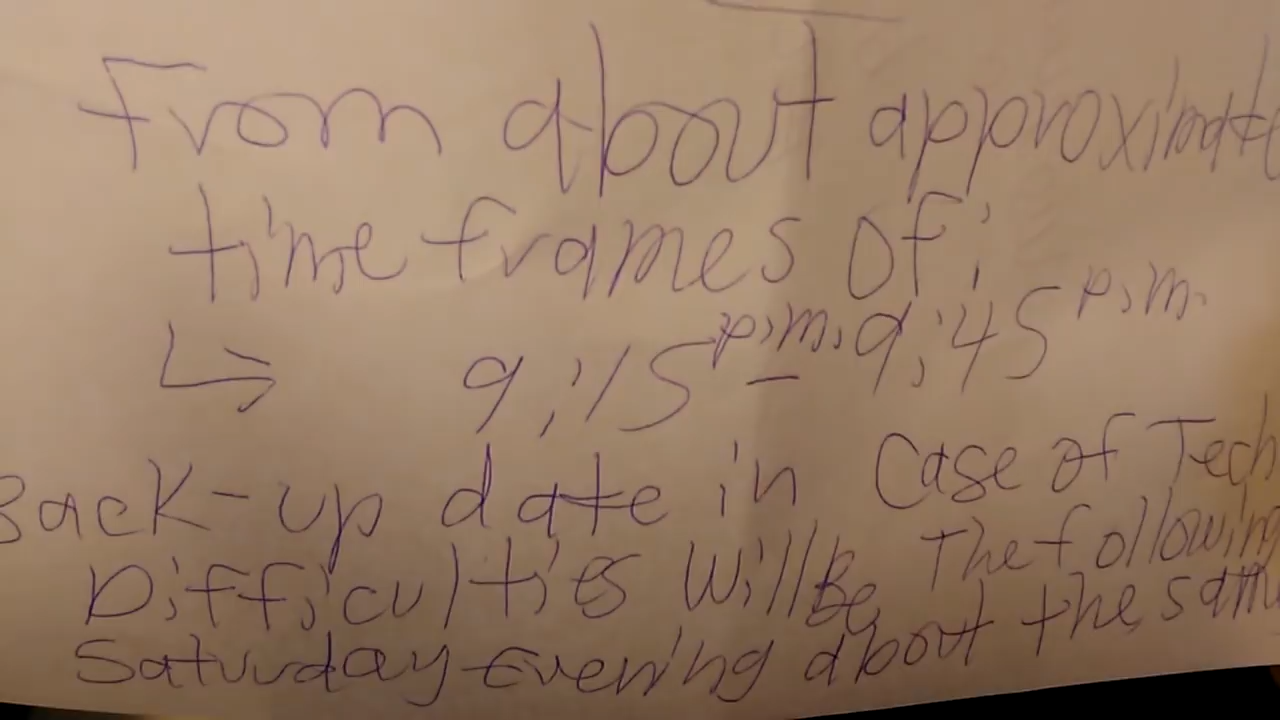 From about approximate
time frames of;
↳ 9:15 p.m. - 9:45 p.m.
Back-up date in Case of Tech
Difficulties Will Be The following
Saturday Evening about the same